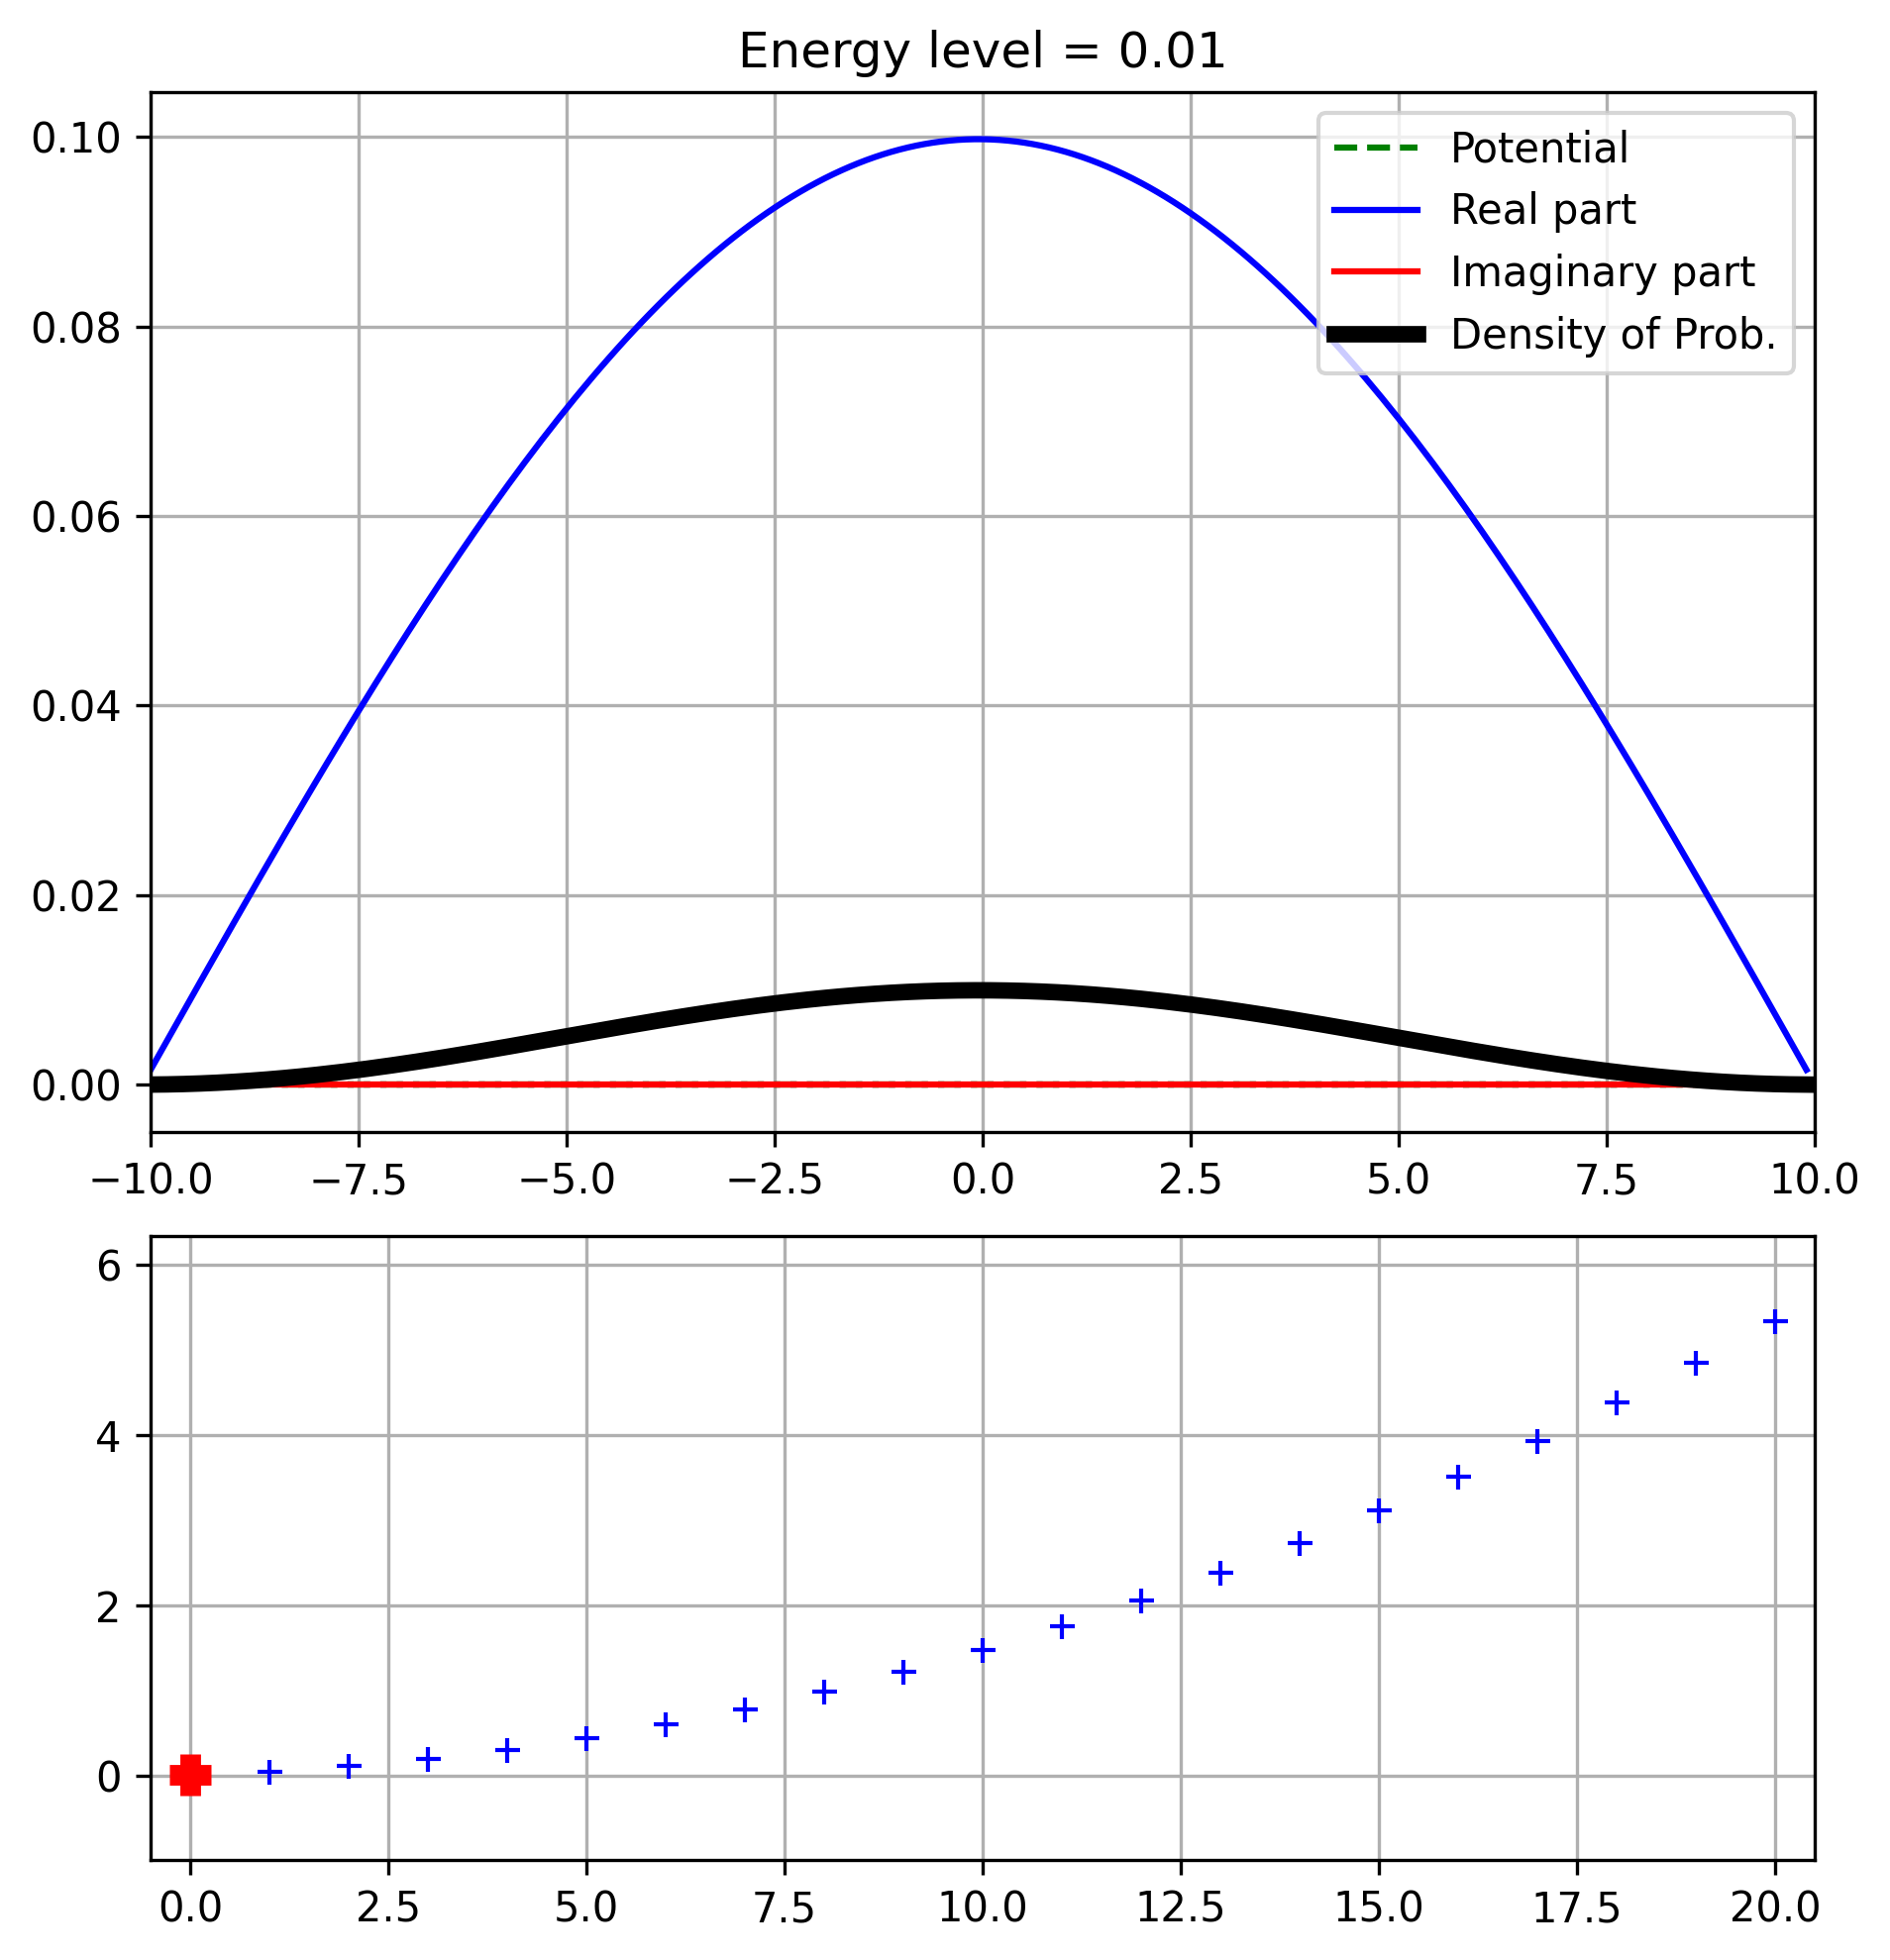 Energy level = 0.01
0.10
0.08
0.06
0.04
0.02
0.00
Potential
Real part
Imaginary part
Density of Prob.
−10.0 −7.5 −5.0 −2.5 0.0 2.5 5.0 7.5 10.0
6
4
2
0
0.0 2.5 5.0 7.5 10.0 12.5 15.0 17.5 20.0